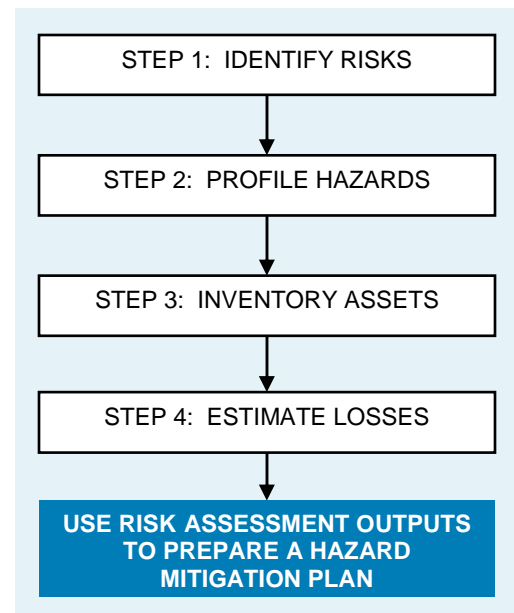 STEP 1: IDENTIFY RISKS
STEP 2: PROFILE HAZARDS
STEP 3: INVENTORY ASSETS
STEP 4: ESTIMATE LOSSES
USE RISK ASSESSMENT OUTPUTS
TO PREPARE A HAZARD
MITIGATION PLAN